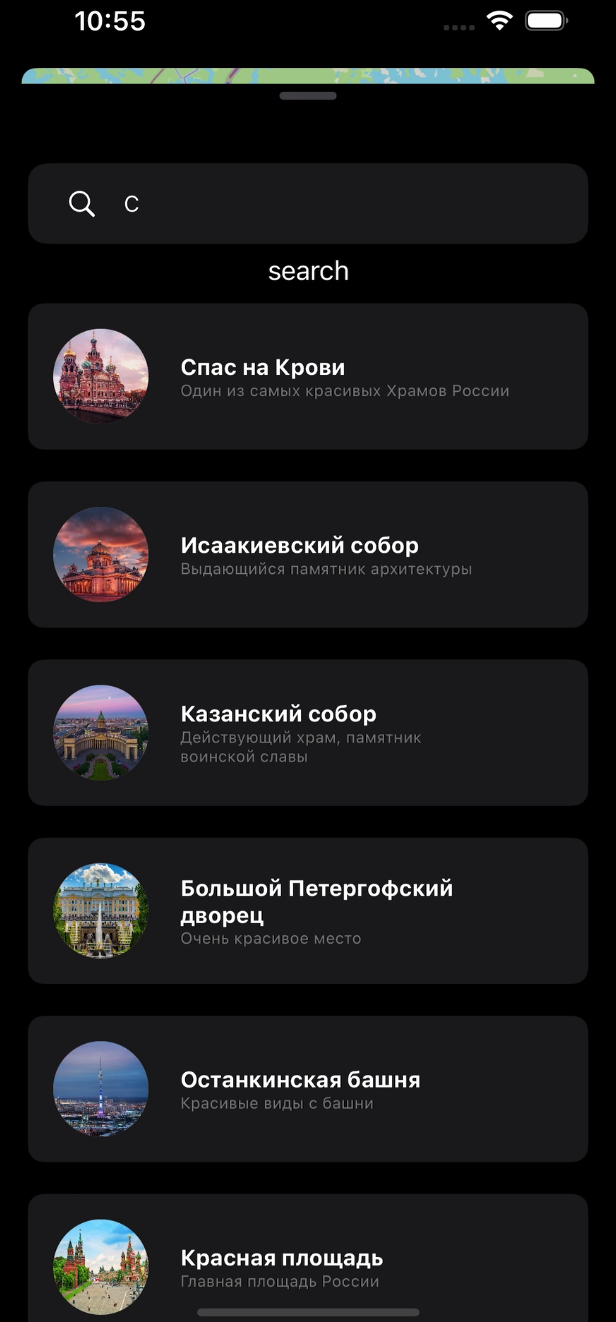 10:55
С
search
Спас на Крови
Один из самых красивых Храмов России
Исаакиевский собор
Выдающийся памятник архитектуры
Казанский собор
Действующий храм, памятник
воинской славы
Большой Петергофский
дворец
Очень красивое место
Останкинская башня
Красивые виды с башни
Красная площадь
Главная площадь России